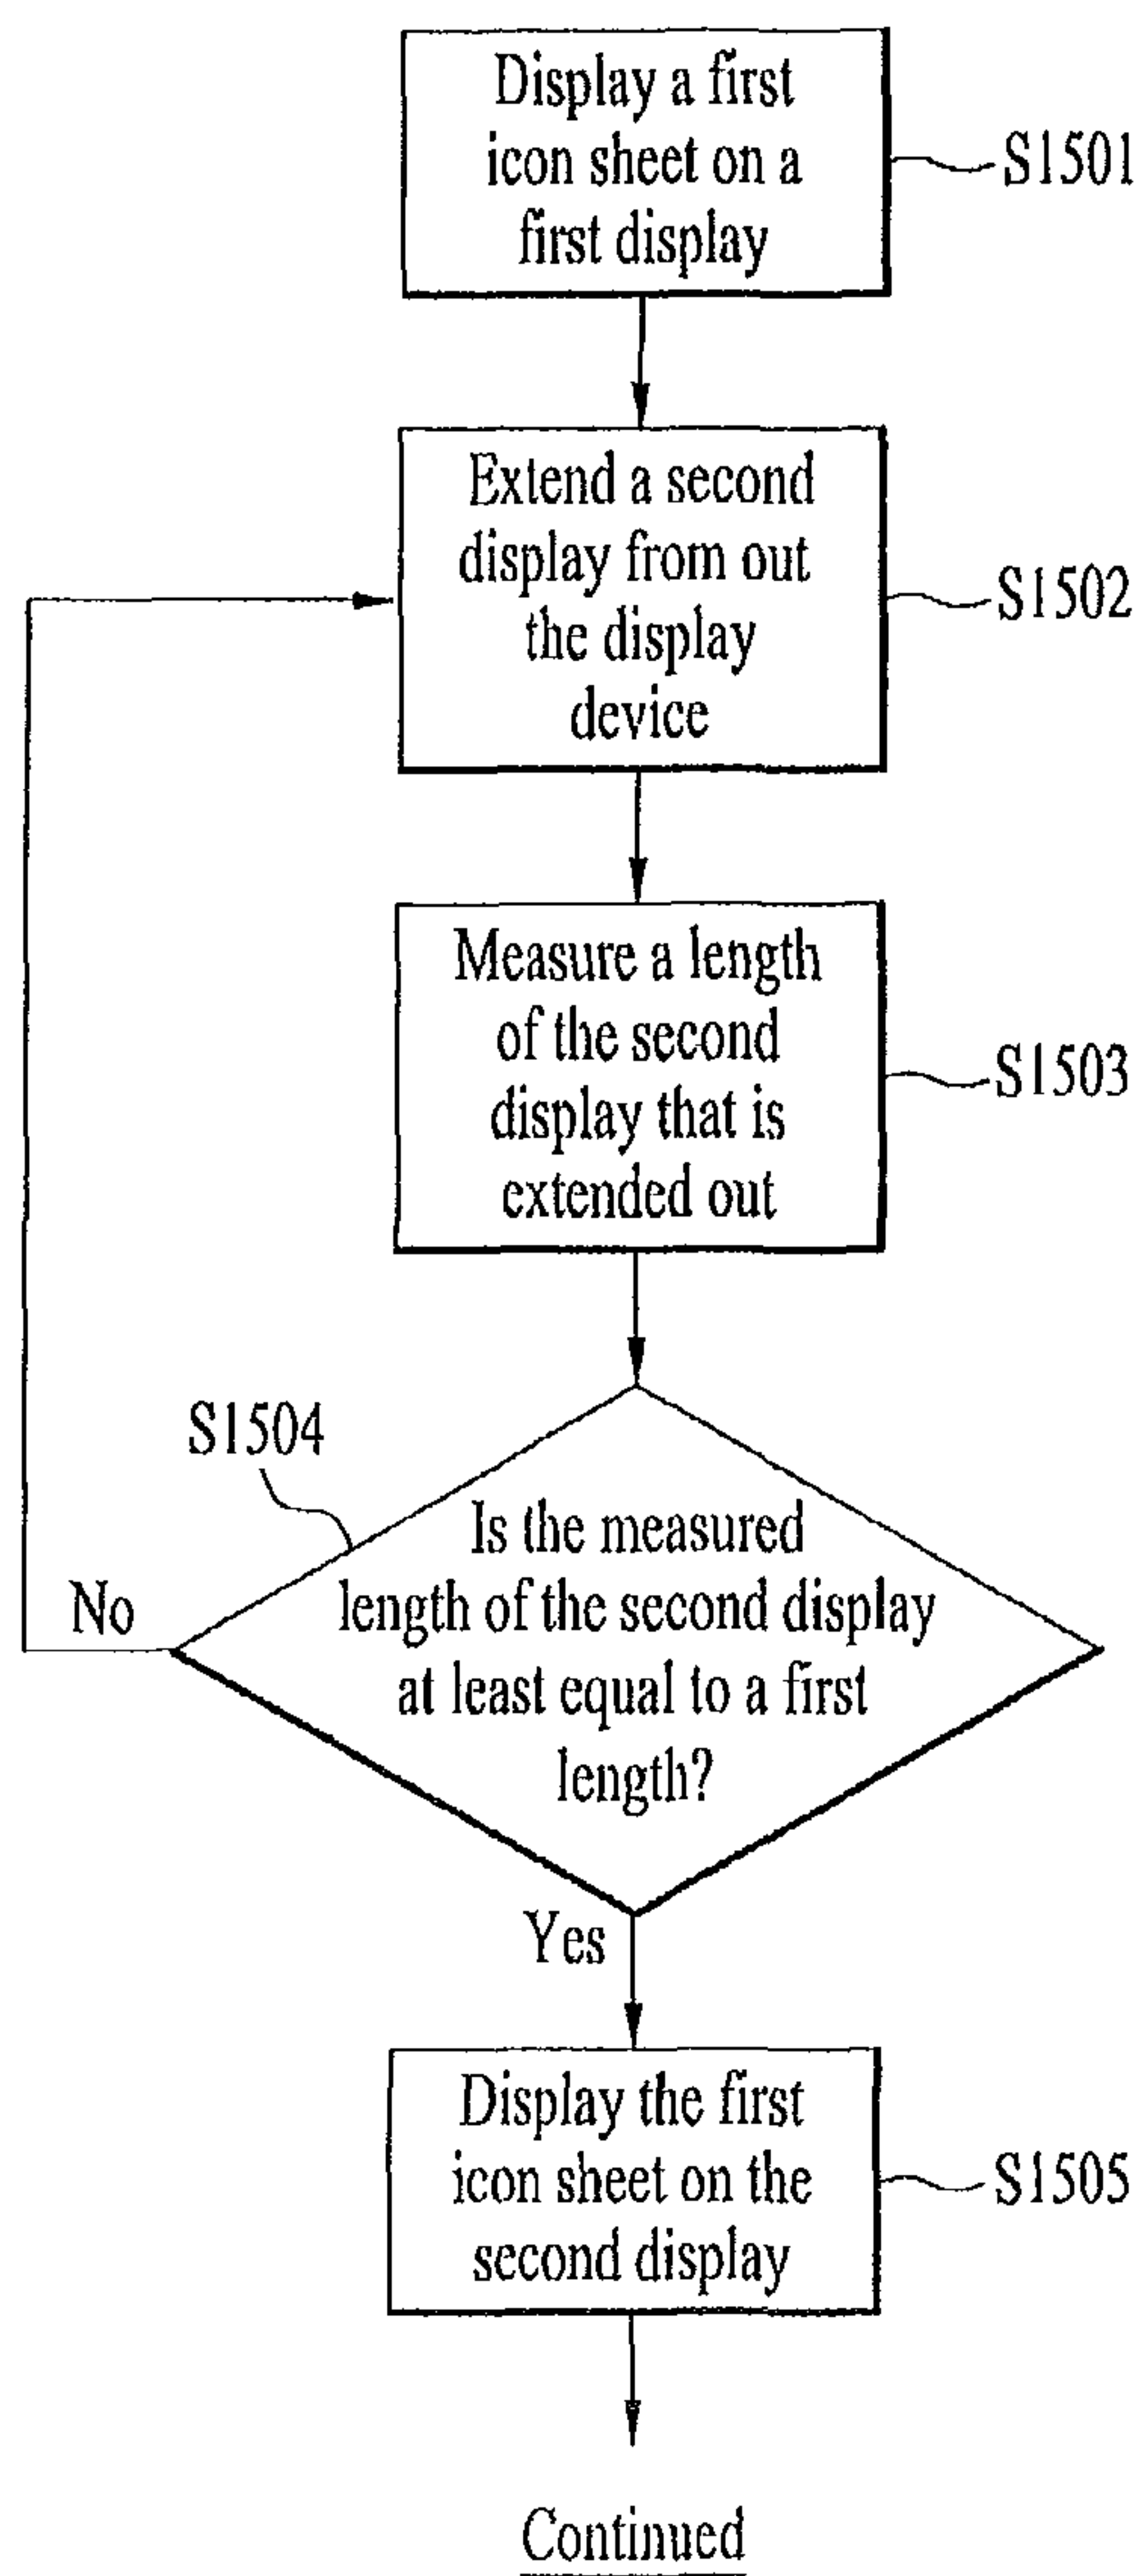 Display a first
icon sheet on a
first display
S1501
Extend a second
display from out
the display
device
S1502
Measure a length
of the second
display that is
extended out
S1503
S1504
Is the measured
length of the second display
at least equal to a first
length?
No
Yes
Display the first
icon sheet on the
second display
S1505
Continued